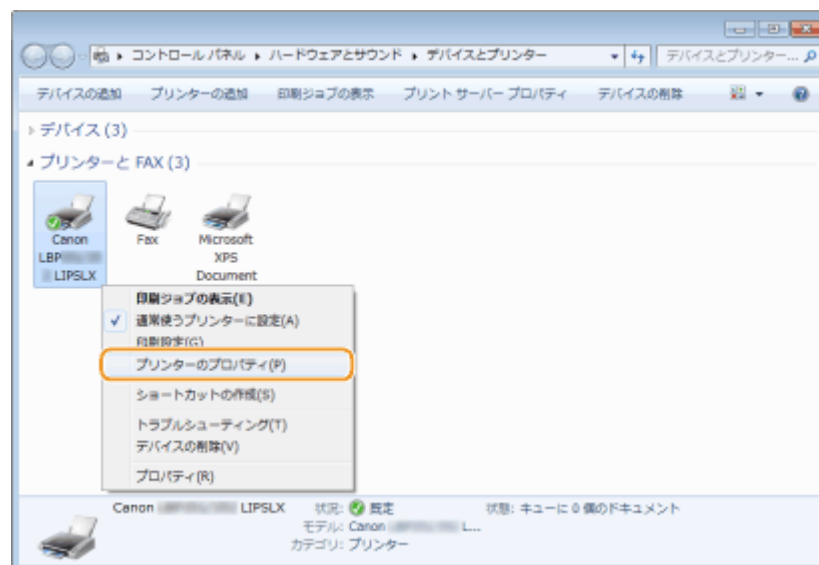 コントロール パネル ▸ ハードウェアとサウンド ▸ デバイスとプリンター
デバイスとプリンター...
デバイスの追加 プリンターの追加 印刷ジョブの表示 プリント サーバー プロパティ デバイスの削除
デバイス (3)
プリンターと FAX (3)
Canon
LBP
LIPSLX
Fax
Microsoft
XPS
Document
印刷ジョブの表示(E)
通常使うプリンターに設定(A)
印刷設定(G)
プリンターのプロパティ(P)
ショートカットの作成(S)
トラブルシューティング(T)
デバイスの削除(V)
プロパティ(R)
Canon LIPSLX 状況: 既定 状態: キューに 0 個のドキュメント
モデル: Canon L...
カテゴリ: プリンター